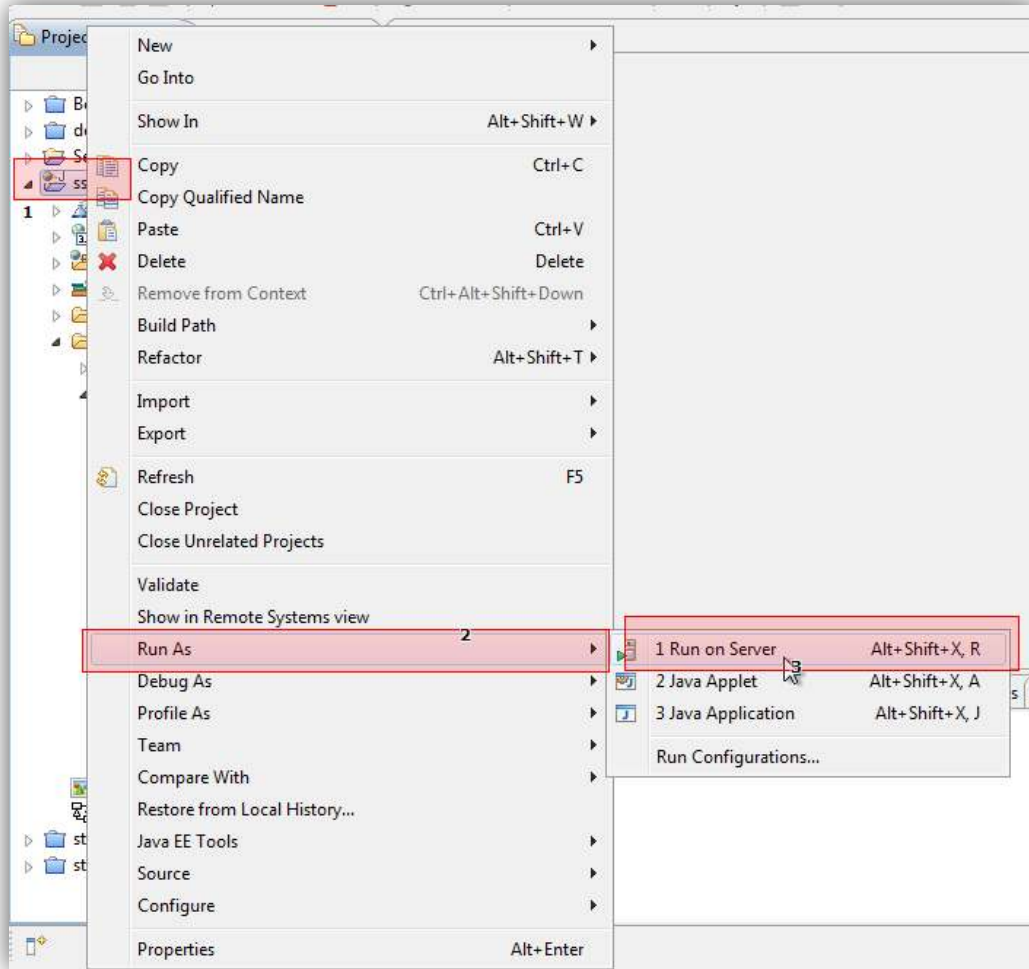 Projec
New
Go Into
Show In Alt+Shift+W
Copy Ctrl+C
Copy Qualified Name
Paste Ctrl+V
Delete Delete
Remove from Context Ctrl+Alt+Shift+Down
Build Path
Refactor Alt+Shift+T
Import
Export
Refresh F5
Close Project
Close Unrelated Projects
Validate
Show in Remote Systems view
Run As 2
Debug As
Profile As
Team
Compare With
Restore from Local History...
Java EE Tools
Source
Configure
Properties Alt+Enter
1 Run on Server Alt+Shift+X, R
3
2 Java Applet Alt+Shift+X, A
3 Java Application Alt+Shift+X, J
Run Configurations...
s
Se
ss
1
st
st